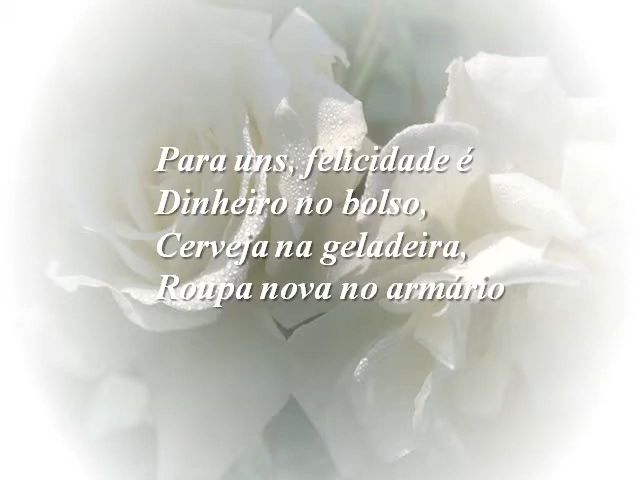 Para uns, felicidade é
Dinheiro no bolso,
Cerveja na geladeira,
Roupa nova no armário